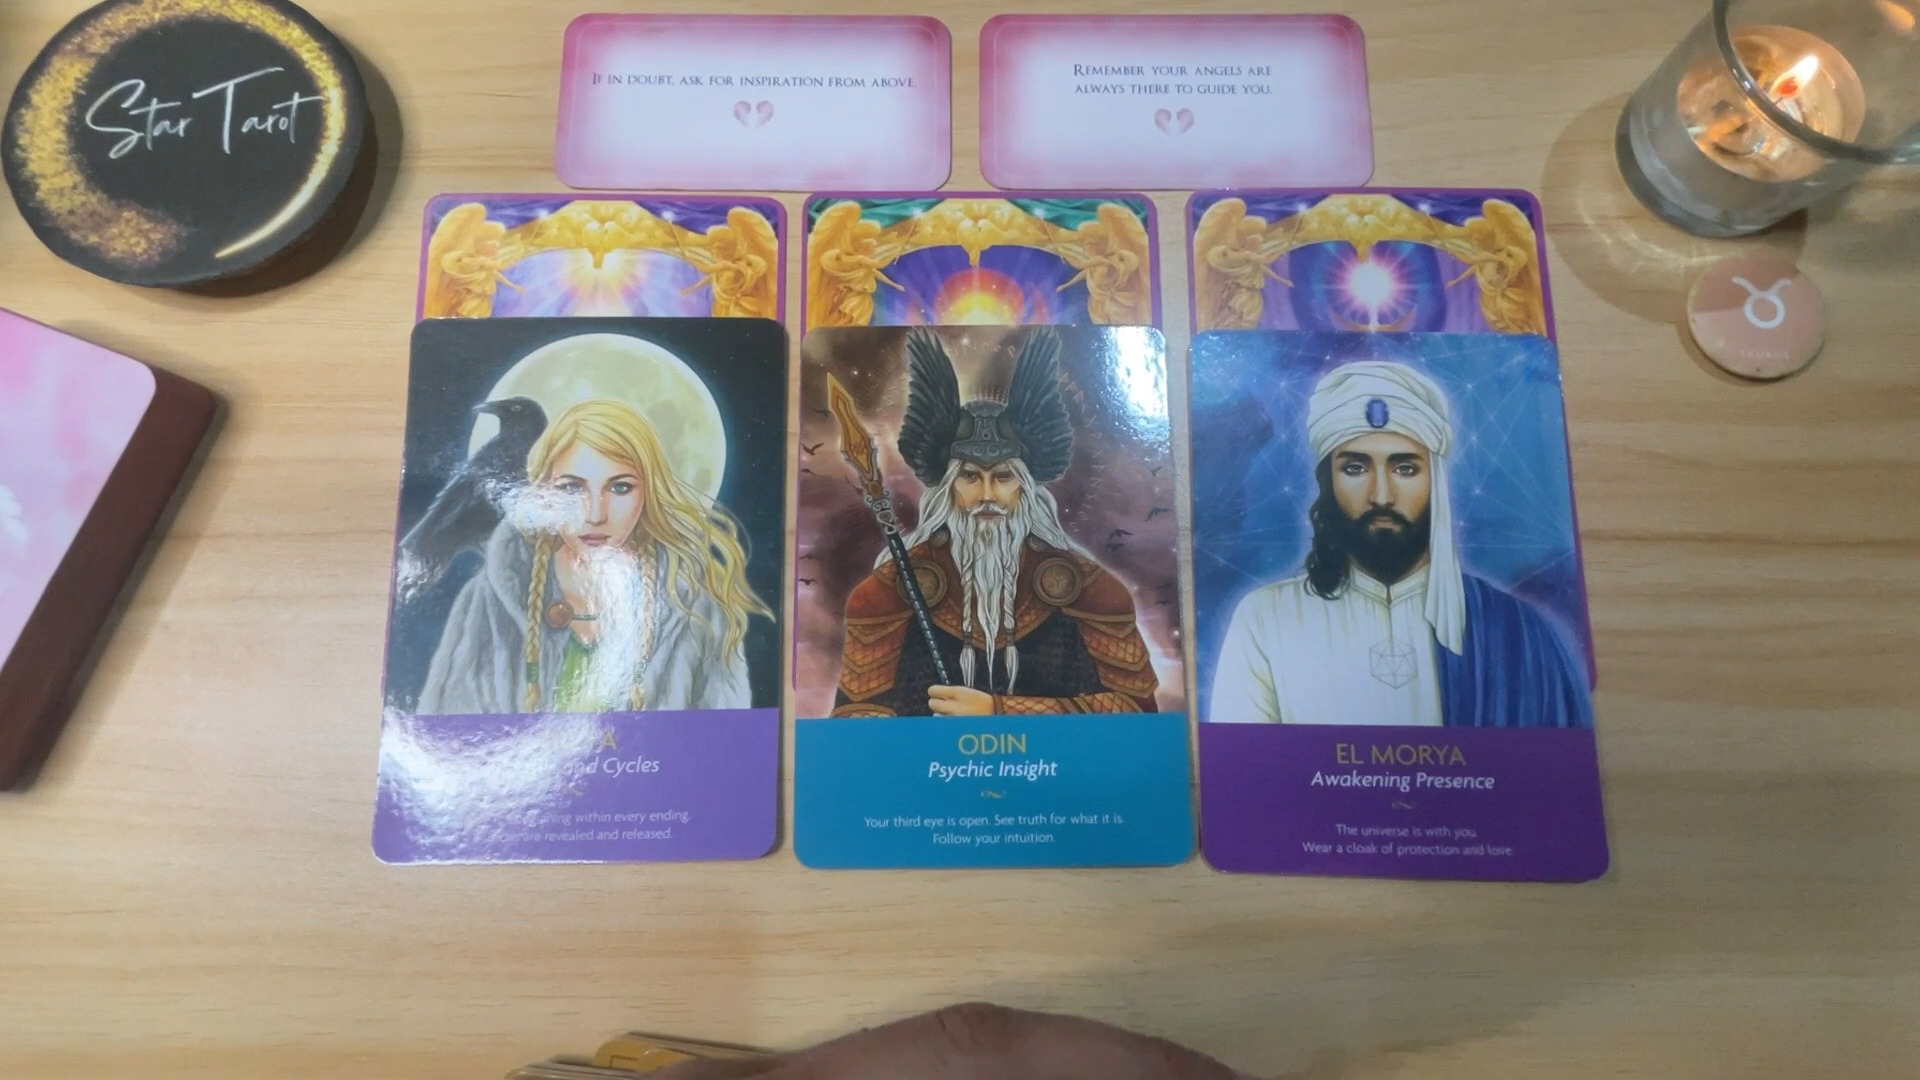 Star Tarot
IF IN DOUBT, ASK FOR INSPIRATION FROM ABOVE.
REMEMBER YOUR ANGELS ARE
ALWAYS THERE TO GUIDE YOU.
TAURUS
and Cycles
within every ending.
are revealed and released.
ODIN
Psychic Insight
Your third eye is open. See truth for what it is.
Follow your intuition.
EL MORYA
Awakening Presence
The universe is with you.
Wear a cloak of protection and love.